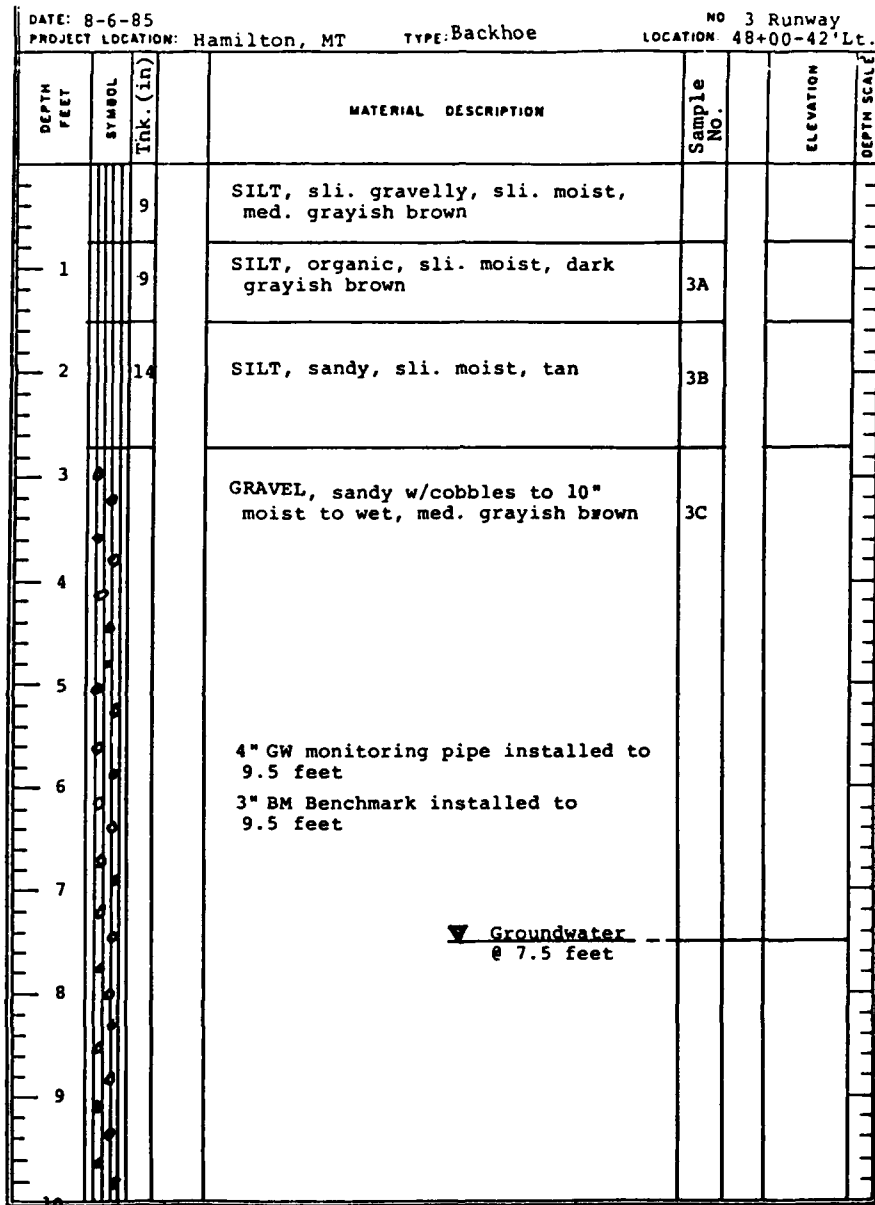 DATE: 8-6-85
NO 3 Runway
PROJECT LOCATION: Hamilton, MT TYPE: Backhoe LOCATION 48+00-42'Lt.
DEPTH FEET
SYMBOL
Thk. (in)
MATERIAL DESCRIPTION
Sample No.
ELEVATION
DEPTH SCALE
9
SILT, sli. gravelly, sli. moist,
med. grayish brown
1
9
SILT, organic, sli. moist, dark
grayish brown
3A
2
14
SILT, sandy, sli. moist, tan
3B
3
GRAVEL, sandy w/cobbles to 10"
moist to wet, med. grayish brown
3C
4
5
4" GW monitoring pipe installed to
9.5 feet
6
3" BM Benchmark installed to
9.5 feet
7
Groundwater
@ 7.5 feet
8
9
10